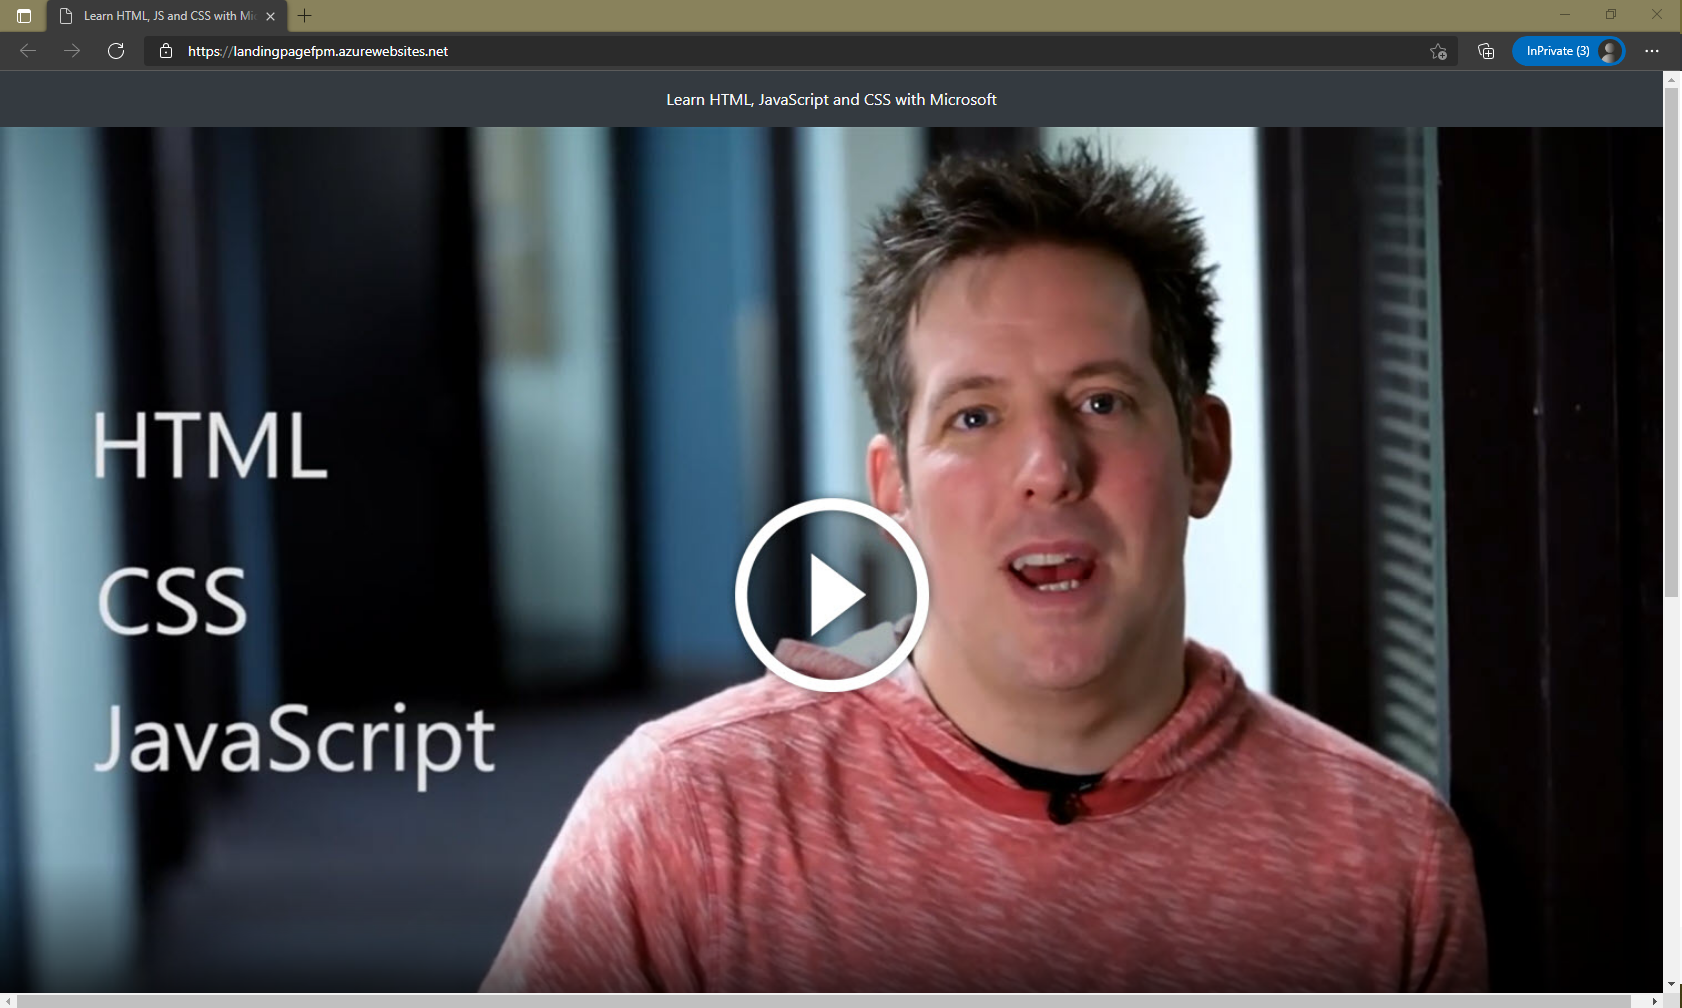 Learn HTML, JS and CSS with Mi
https://landingpagefpm.azurewebsites.net
InPrivate (3)
Learn HTML, JavaScript and CSS with Microsoft
HTML
CSS
JavaScript